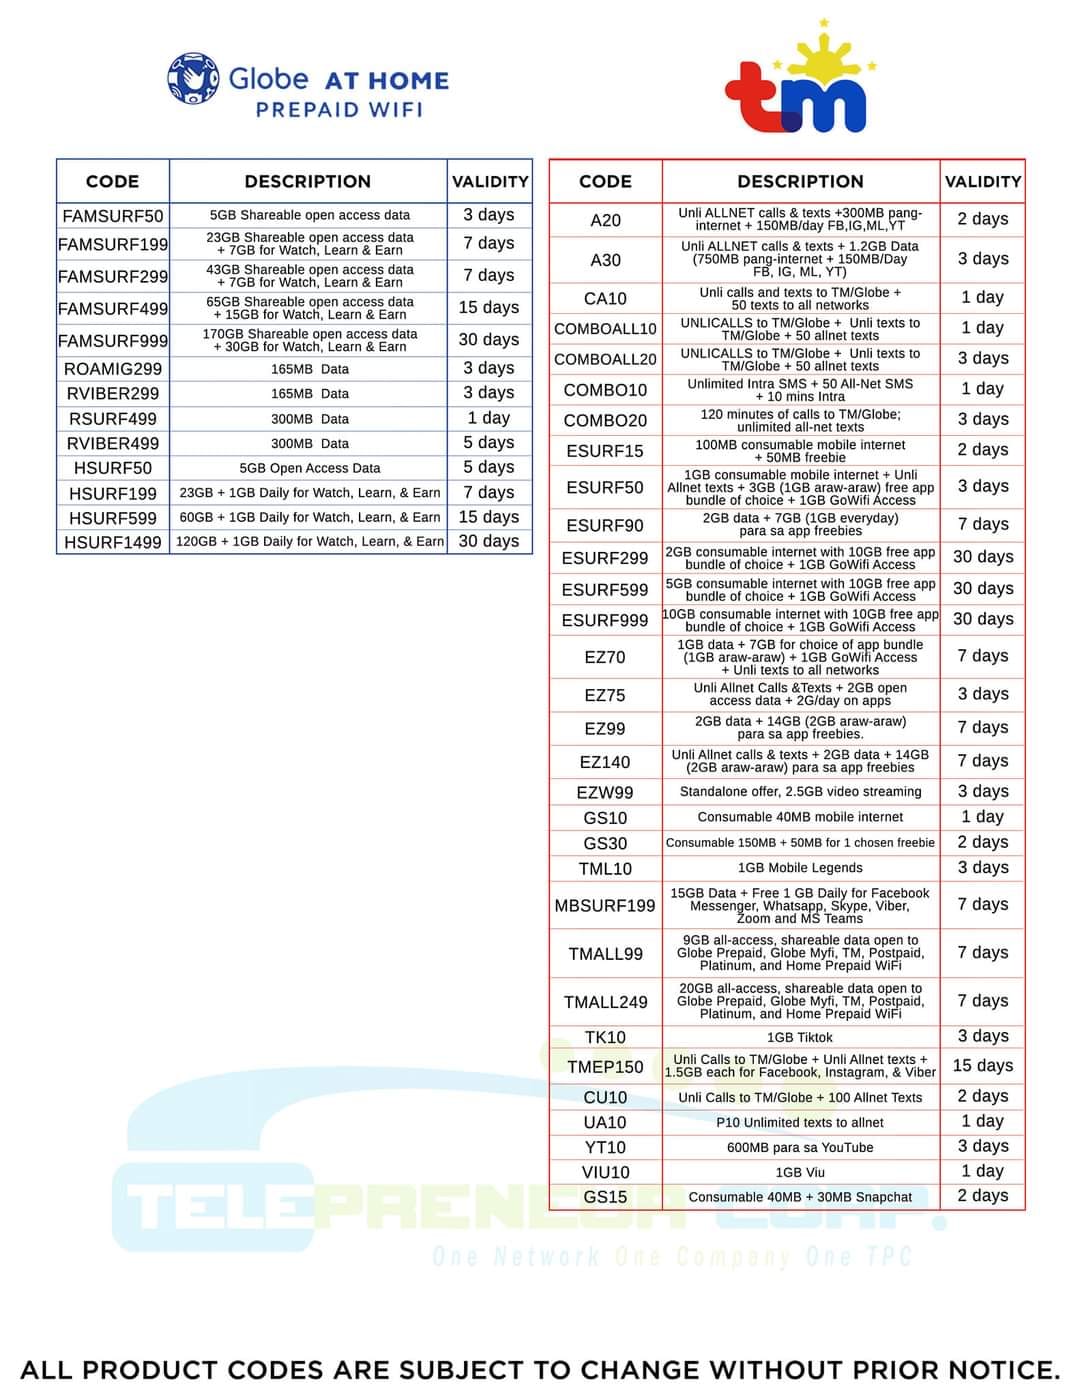 Globe AT HOME
PREPAID WIFI
CODE DESCRIPTION VALIDITY
FAMSURF50 5GB Shareable open access data 3 days
FAMSURF199 23GB Shareable open access data
+ 7GB for Watch, Learn & Earn 7 days
FAMSURF299 43GB Shareable open access data
+ 7GB for Watch, Learn & Earn 7 days
FAMSURF499 65GB Shareable open access data
+ 15GB for Watch, Learn & Earn 15 days
FAMSURF999 170GB Shareable open access data
+ 30GB for Watch, Learn & Earn 30 days
ROAMIG299 165MB Data 3 days
RVIBER299 165MB Data 3 days
RSURF499 300MB Data 1 day
RVIBER499 300MB Data 5 days
HSURF50 5GB Open Access Data 5 days
HSURF199 23GB + 1GB Daily for Watch, Learn, & Earn 7 days
HSURF599 60GB + 1GB Daily for Watch, Learn, & Earn 15 days
HSURF1499 120GB + 1GB Daily for Watch, Learn, & Earn 30 days
tm
CODE DESCRIPTION VALIDITY
A20 Unli ALLNET calls & texts +300MB pang-
internet + 150MB/day FB,IG,ML,YT 2 days
A30 Unli ALLNET calls & texts + 1.2GB Data
(750MB pang-internet + 150MB/Day
FB, IG, ML, YT) 3 days
CA10 Unli calls and texts to TM/Globe +
50 texts to all networks 1 day
COMBOALL10 UNLICALLS to TM/Globe + Unli texts to
TM/Globe + 50 allnet texts 1 day
COMBOALL20 UNLICALLS to TM/Globe + Unli texts to
TM/Globe + 50 allnet texts 3 days
COMBO10 Unlimited Intra SMS + 50 All-Net SMS
+ 10 mins Intra 1 day
COMBO20 120 minutes of calls to TM/Globe;
unlimited all-net texts 3 days
ESURF15 100MB consumable mobile internet
+ 50MB freebie 2 days
ESURF50 1GB consumable mobile internet + Unli
Allnet texts + 3GB (1GB araw-araw) free app
bundle of choice + 1GB GoWifi Access 3 days
ESURF90 2GB data + 7GB (1GB everyday)
para sa app freebies 7 days
ESURF299 2GB consumable internet with 10GB free app
bundle of choice + 1GB GoWifi Access 30 days
ESURF599 5GB consumable internet with 10GB free app
bundle of choice + 1GB GoWifi Access 30 days
ESURF999 10GB consumable internet with 10GB free app
bundle of choice + 1GB GoWifi Access 30 days
EZ70 1GB data + 7GB for choice of app bundle
(1GB araw-araw) + 1GB GoWifi Access
+ Unli texts to all networks 7 days
EZ75 Unli Allnet Calls &Texts + 2GB open
access data + 2G/day on apps 3 days
EZ99 2GB data + 14GB (2GB araw-araw)
para sa app freebies. 7 days
EZ140 Unli Allnet calls & texts + 2GB data + 14GB
(2GB araw-araw) para sa app freebies 7 days
EZW99 Standalone offer, 2.5GB video streaming 3 days
GS10 Consumable 40MB mobile internet 1 day
GS30 Consumable 150MB + 50MB for 1 chosen freebie 2 days
TML10 1GB Mobile Legends 3 days
MBSURF199 15GB Data + Free 1 GB Daily for Facebook
Messenger, Whatsapp, Skype, Viber,
Zoom and MS Teams 7 days
TMALL99 9GB all-access, shareable data open to
Globe Prepaid, Globe Myfi, TM, Postpaid,
Platinum, and Home Prepaid WiFi 7 days
TMALL249 20GB all-access, shareable data open to
Globe Prepaid, Globe Myfi, TM, Postpaid,
Platinum, and Home Prepaid WiFi 7 days
TK10 1GB Tiktok 3 days
TMEP150 Unli Calls to TM/Globe + Unli Allnet texts +
1.5GB each for Facebook, Instagram, & Viber 15 days
CU10 Unli Calls to TM/Globe + 100 Allnet Texts 2 days
UA10 P10 Unlimited texts to allnet 1 day
YT10 600MB para sa YouTube 3 days
VIU10 1GB Viu 1 day
GS15 Consumable 40MB + 30MB Snapchat 2 days
TELEPRENEUR CORP.
One Network One Company One TPC
ALL PRODUCT CODES ARE SUBJECT TO CHANGE WITHOUT PRIOR NOTICE.